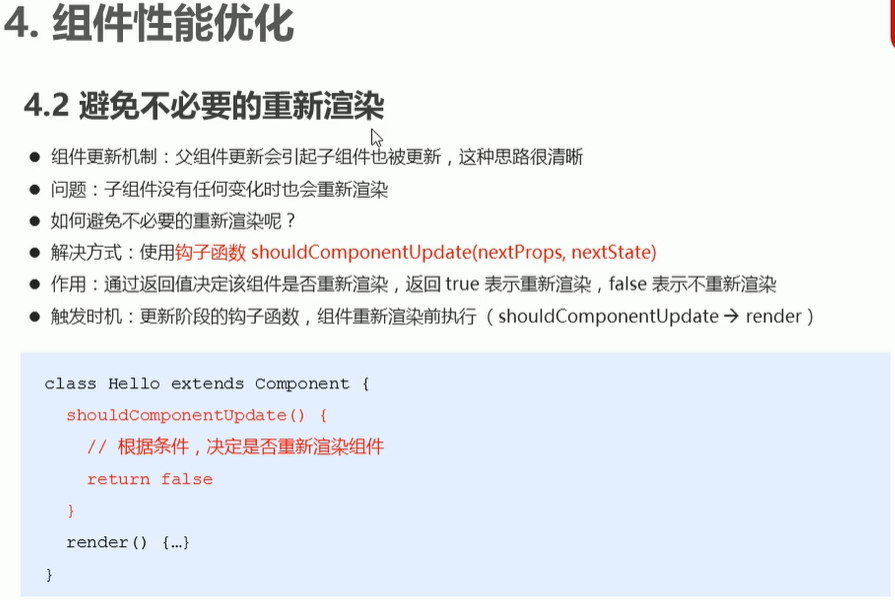 4. 组件性能优化
4.2 避免不必要的重新渲染
● 组件更新机制：父组件更新会引起子组件也被更新，这种思路很清晰
● 问题：子组件没有任何变化时也会重新渲染
● 如何避免不必要的重新渲染呢？
● 解决方式：使用钩子函数 shouldComponentUpdate(nextProps, nextState)
● 作用：通过返回值决定该组件是否重新渲染，返回 true 表示重新渲染，false 表示不重新渲染
● 触发时机：更新阶段的钩子函数，组件重新渲染前执行（shouldComponentUpdate → render）
class Hello extends Component {
shouldComponentUpdate() {
// 根据条件，决定是否重新渲染组件
return false
}
render() {…}
}